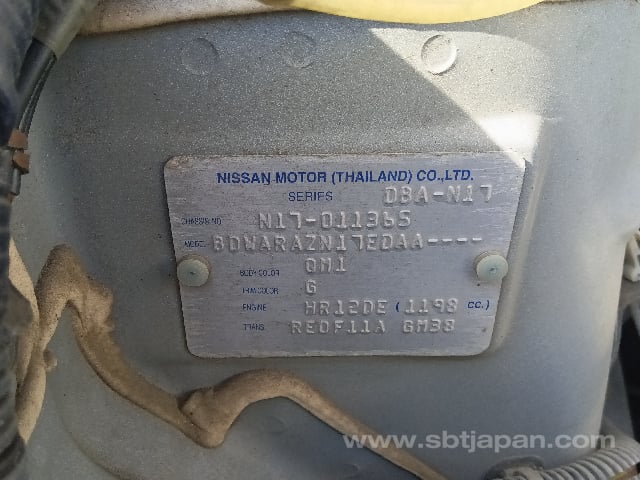 NISSAN MOTOR (THAILAND) CO.,LTD.
SERIES DBA-N17
CHASSIS NO N17-011365
MODEL BDWARAZN17EDAA----
BODY COLOR QM1
TRIM COLOR G
ENGINE HR12DE ( 1198 CC.)
TRANS. RE0F11A GM38
www.sbtjapan.com